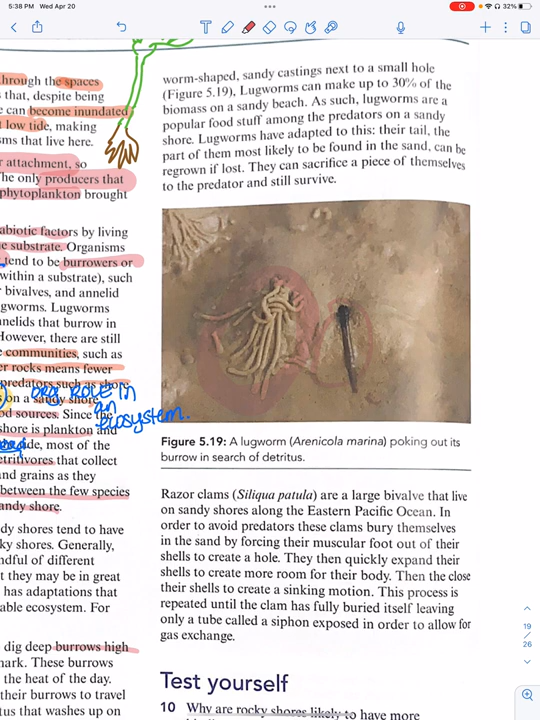 5:38 PM Wed Apr 20
32%
through the spaces
s that, despite being
e can become inundated
t low tide, making
sms that live here.
r attachment, so
The only producers that
phytoplankton brought
abiotic factors by living
e substrate. Organisms
tend to be burrowers or
within a substrate), such
bivalves, and annelid
gworms. Lugworms
nnelids that burrow in
However, there are still
communities, such as
er rocks means fewer
predators such as shore
on a sandy shore
od sources. Since the
shore is plankton and
ide, most of the
etritivores that collect
and grains as they
between the few species
andy shore.
ROLE in
an
ecosystem.
dy shores tend to have
ky shores. Generally,
ndful of different
t they may be in great
has adaptations that
able ecosystem. For
dig deep burrows high
mark. These burrows
the heat of the day.
their burrows to travel
tus that washes up on
worm-shaped, sandy castings next to a small hole
(Figure 5.19), Lugworms can make up to 30% of the
biomass on a sandy beach. As such, lugworms are a
popular food stuff among the predators on a sandy
shore. Lugworms have adapted to this: their tail, the
part of them most likely to be found in the sand, can be
regrown if lost. They can sacrifice a piece of themselves
to the predator and still survive.
Figure 5.19: A lugworm (Arenicola marina) poking out its
burrow in search of detritus.
Razor clams (Siliqua patula) are a large bivalve that live
on sandy shores along the Eastern Pacific Ocean. In
order to avoid predators these clams bury themselves
in the sand by forcing their muscular foot out of their
shells to create a hole. They then quickly expand their
shells to create more room for their body. Then the close
their shells to create a sinking motion. This process is
repeated until the clam has fully buried itself leaving
only a tube called a siphon exposed in order to allow for
gas exchange.
Test yourself
10 Why are rocky shores likely to have more
19
/
26